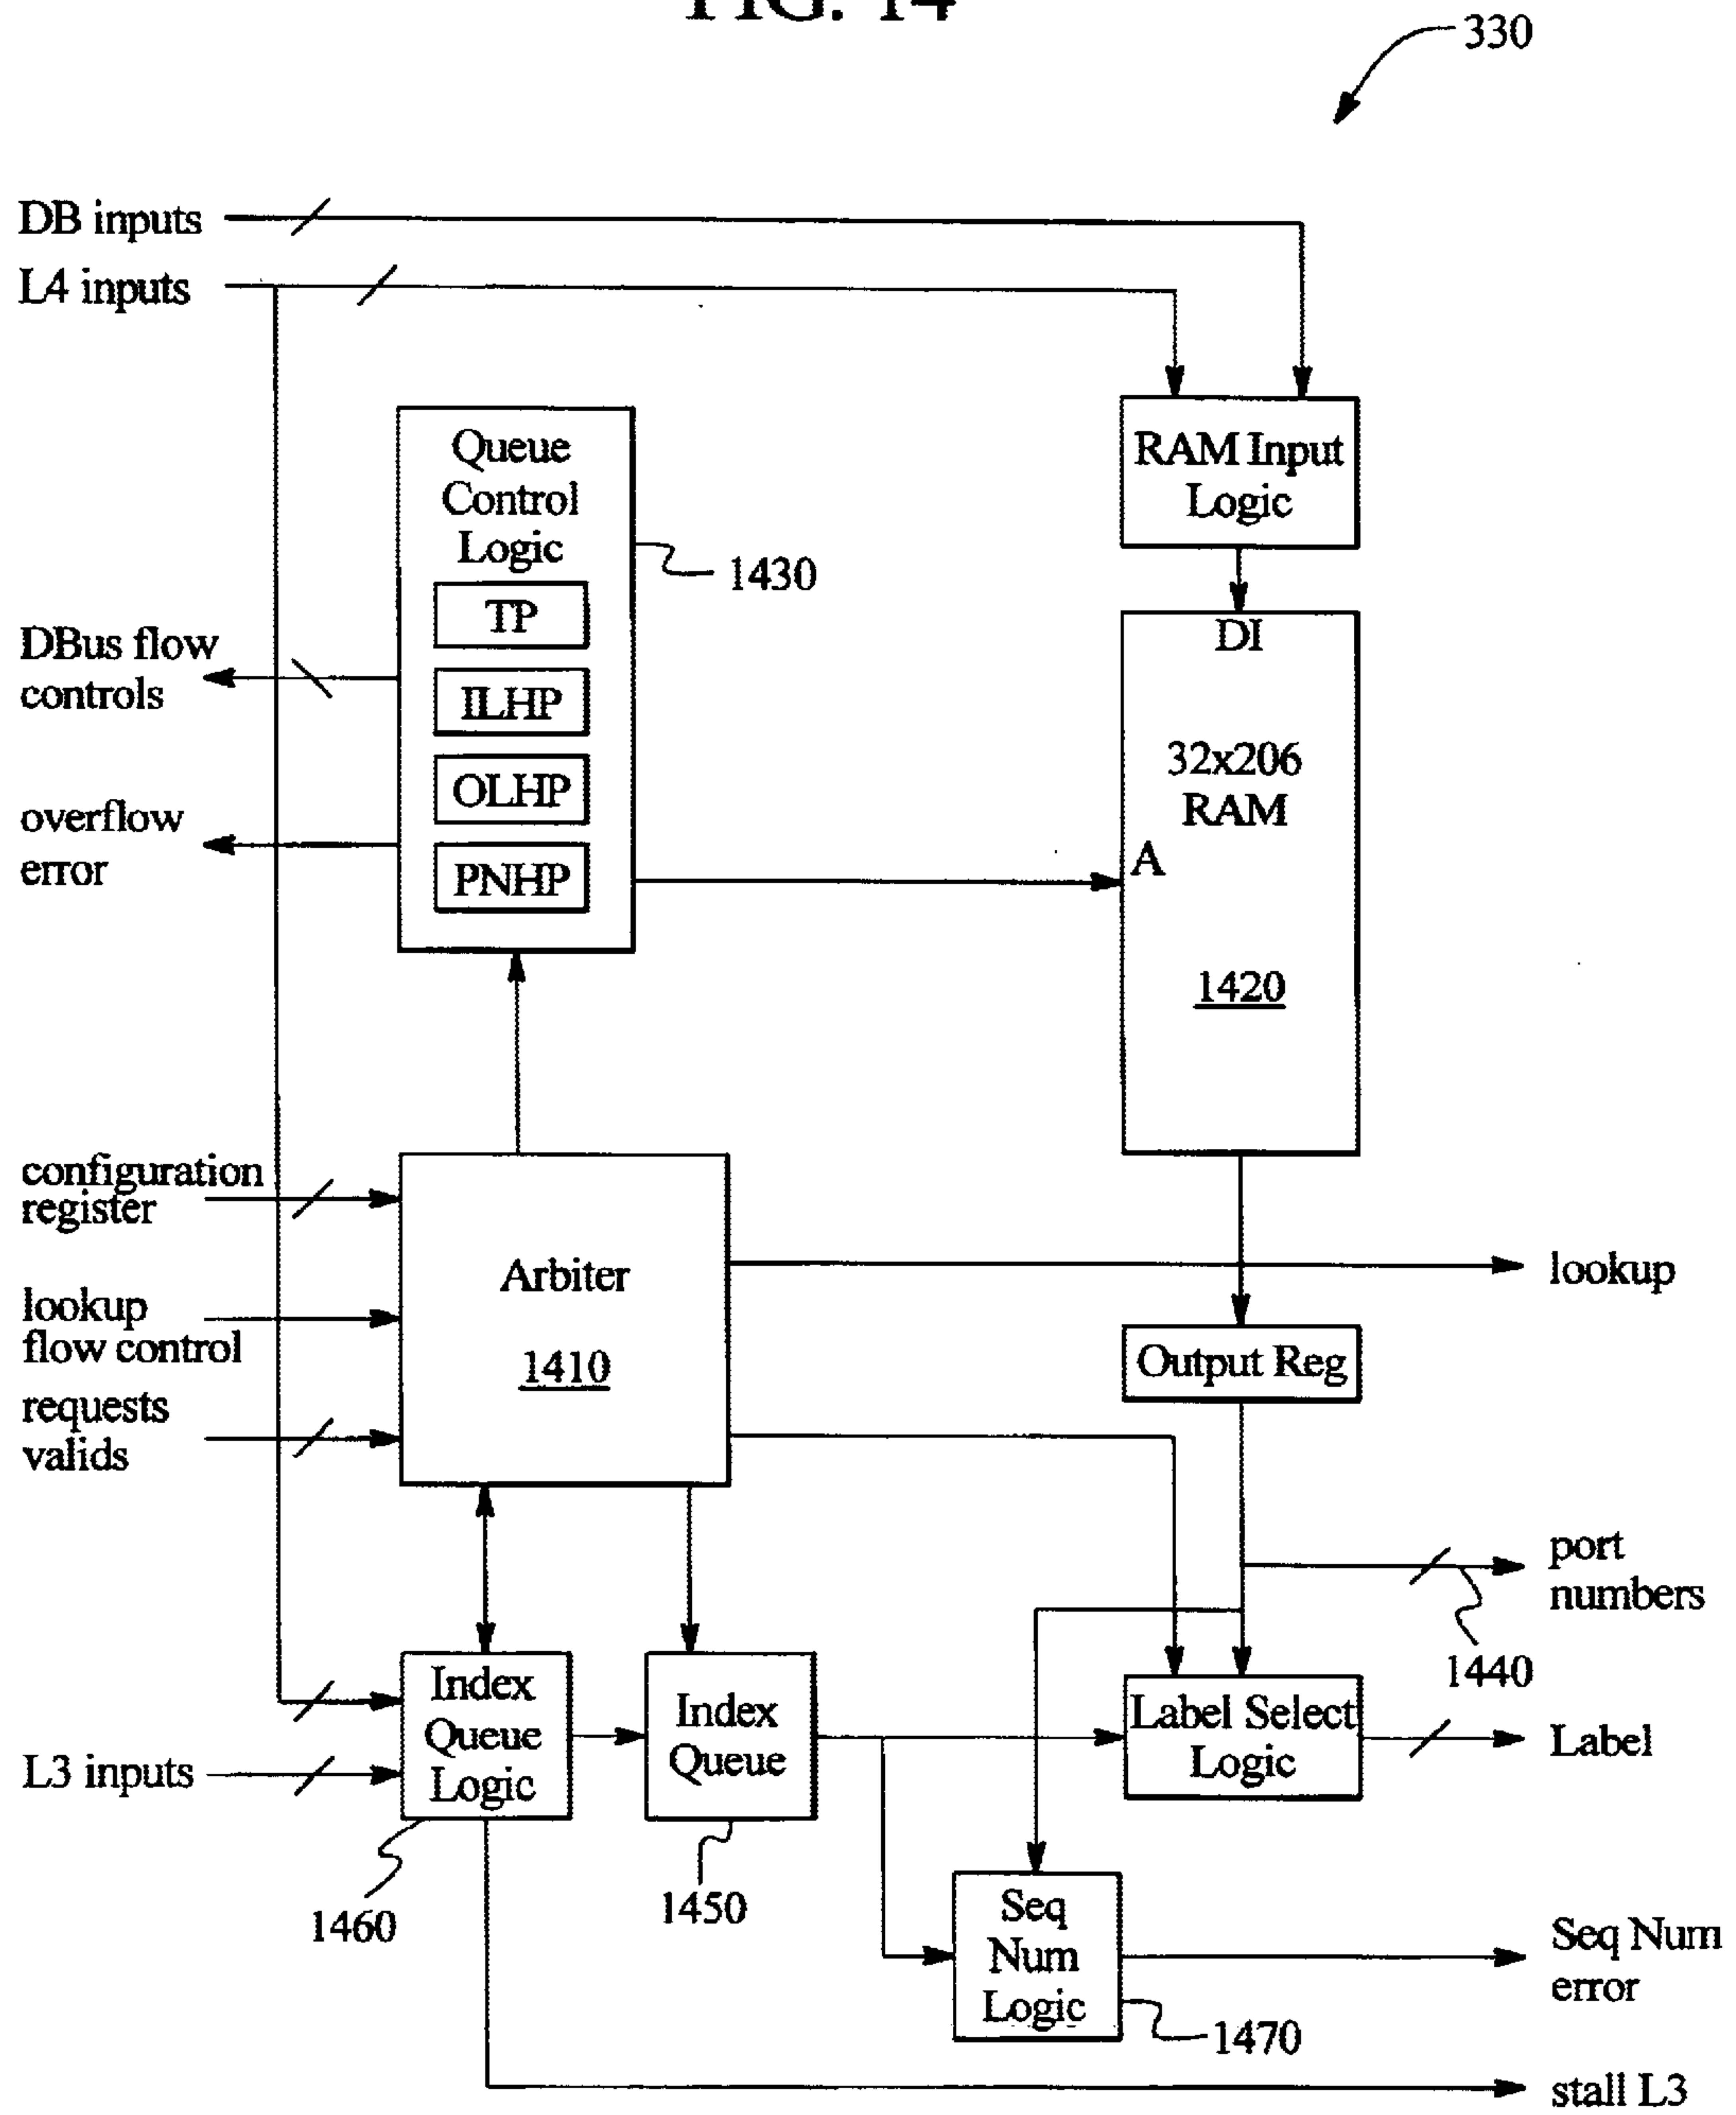 FIG. 14
330
DB inputs
L4 inputs
Queue
Control
Logic
TP
ILHP
OLHP
PNHP
1430
RAM Input
Logic
DI
32x206
RAM
A
1420
DBus flow
controls
overflow
error
configuration
register
lookup
flow control
requests
valids
Arbiter
1410
lookup
Output Reg
port
numbers
1440
Index
Queue
Logic
1460
Index
Queue
1450
Label Select
Logic
Label
L3 inputs
Seq
Num
Logic
1470
Seq Num
error
stall L3